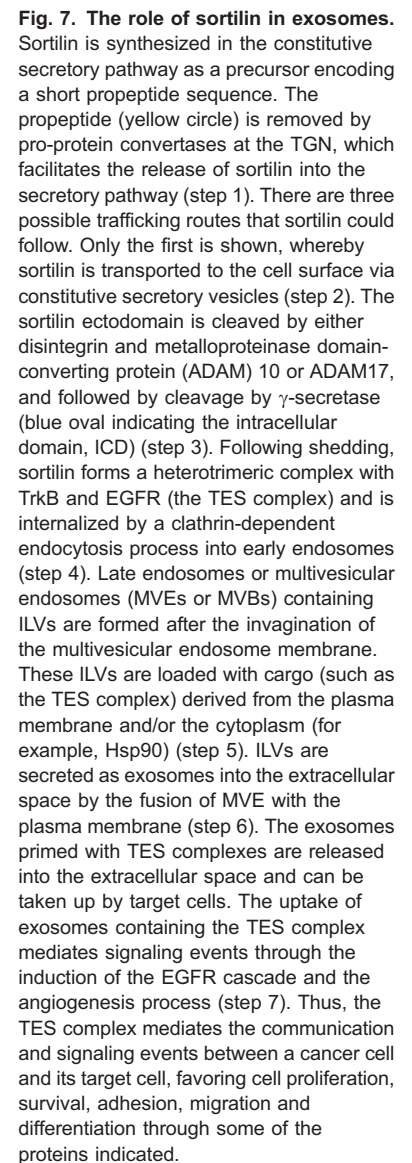 Fig. 7. The role of sortilin in exosomes.
Sortilin is synthesized in the constitutive
secretory pathway as a precursor encoding
a short propeptide sequence. The
propeptide (yellow circle) is removed by
pro-protein convertases at the TGN, which
facilitates the release of sortilin into the
secretory pathway (step 1). There are three
possible trafficking routes that sortilin could
follow. Only the first is shown, whereby
sortilin is transported to the cell surface via
constitutive secretory vesicles (step 2). The
sortilin ectodomain is cleaved by either
disintegrin and metalloproteinase domain-
converting protein (ADAM) 10 or ADAM17,
and followed by cleavage by γ-secretase
(blue oval indicating the intracellular
domain, ICD) (step 3). Following shedding,
sortilin forms a heterotrimeric complex with
TrkB and EGFR (the TES complex) and is
internalized by a clathrin-dependent
endocytosis process into early endosomes
(step 4). Late endosomes or multivesicular
endosomes (MVEs or MVBs) containing
ILVs are formed after the invagination of
the multivesicular endosome membrane.
These ILVs are loaded with cargo (such as
the TES complex) derived from the plasma
membrane and/or the cytoplasm (for
example, Hsp90) (step 5). ILVs are
secreted as exosomes into the extracellular
space by the fusion of MVE with the
plasma membrane (step 6). The exosomes
primed with TES complexes are released
into the extracellular space and can be
taken up by target cells. The uptake of
exosomes containing the TES complex
mediates signaling events through the
induction of the EGFR cascade and the
angiogenesis process (step 7). Thus, the
TES complex mediates the communication
and signaling events between a cancer cell
and its target cell, favoring cell proliferation,
survival, adhesion, migration and
differentiation through some of the
proteins indicated.